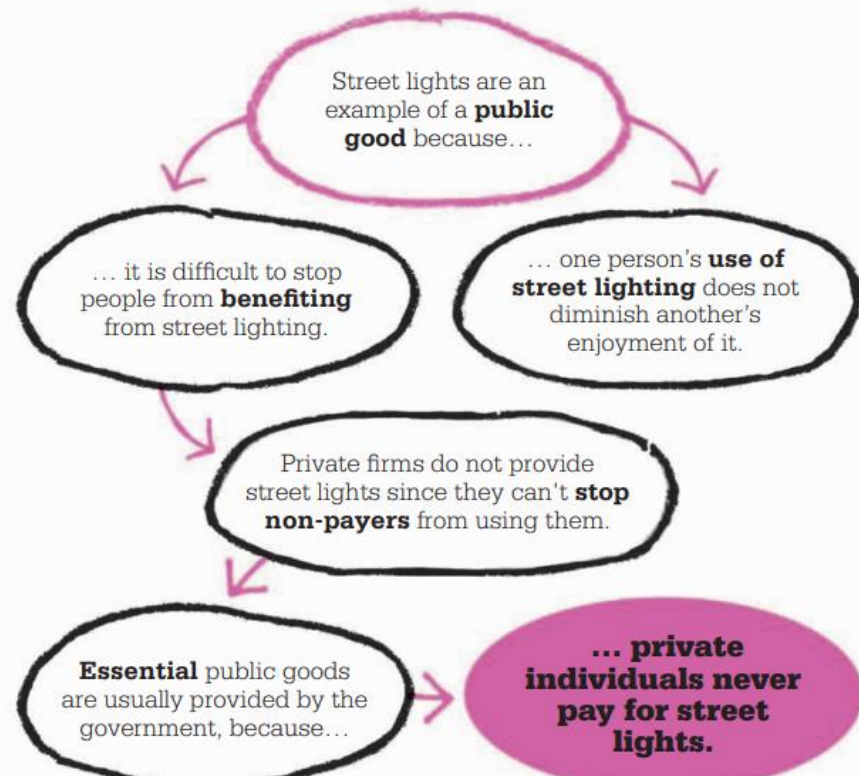 Street lights are an
example of a public
good because…
… it is difficult to stop
people from benefiting
from street lighting.
… one person's use of
street lighting does not
diminish another's
enjoyment of it.
Private firms do not provide
street lights since they can't stop
non-payers from using them.
Essential public goods
are usually provided by the
government, because…
… private
individuals never
pay for street
lights.